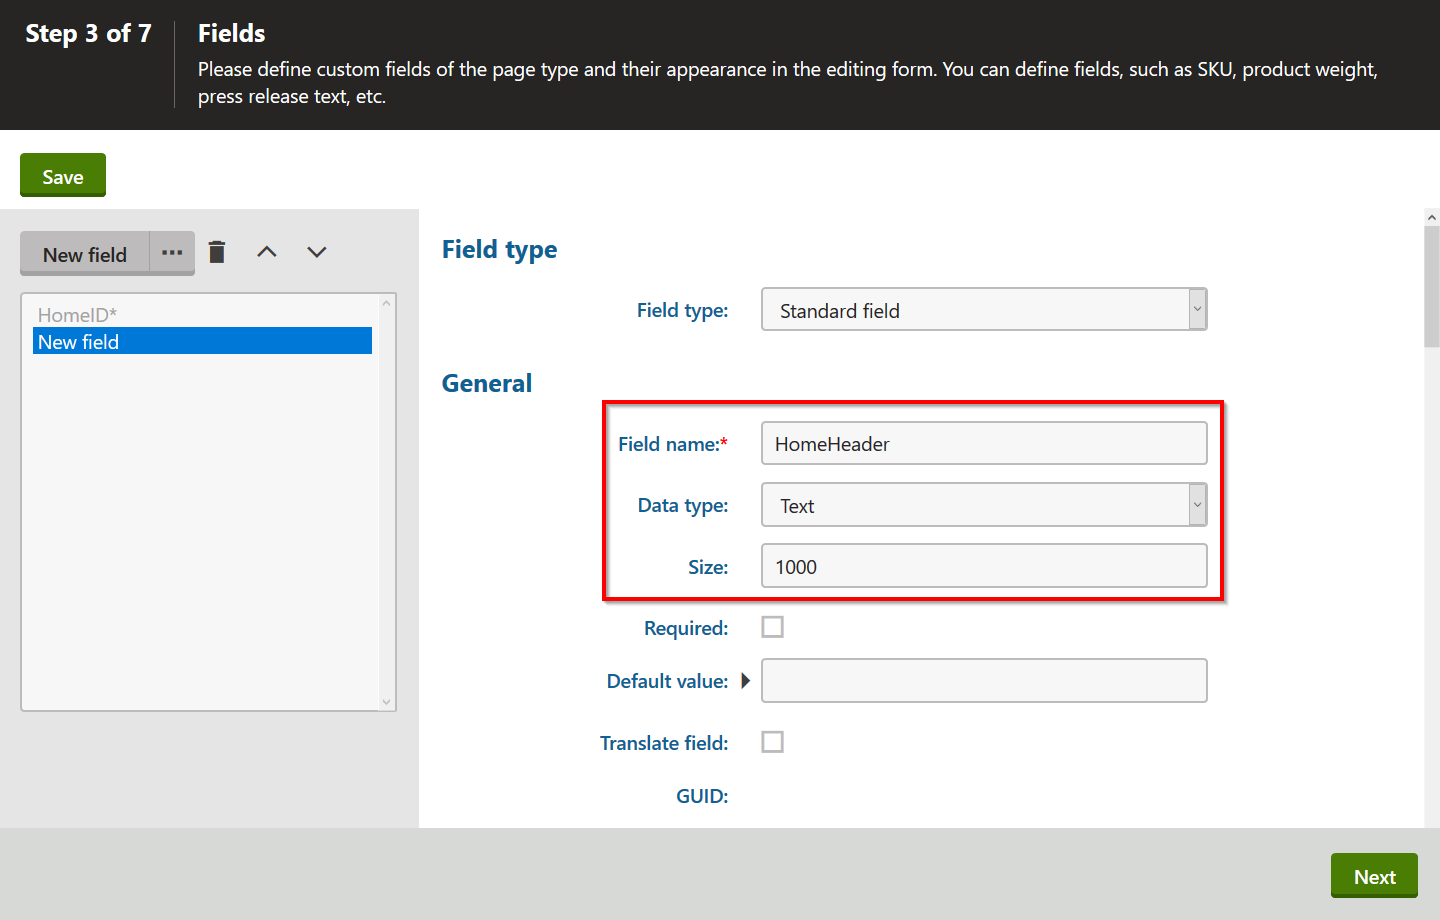 Step 3 of 7
Fields
Please define custom fields of the page type and their appearance in the editing form. You can define fields, such as SKU, product weight,
press release text, etc.
Save
New field
HomeID*
New field
Field type
Field type: Standard field
General
Field name:* HomeHeader
Data type: Text
Size: 1000
Required:
Default value:
Translate field:
GUID:
Next